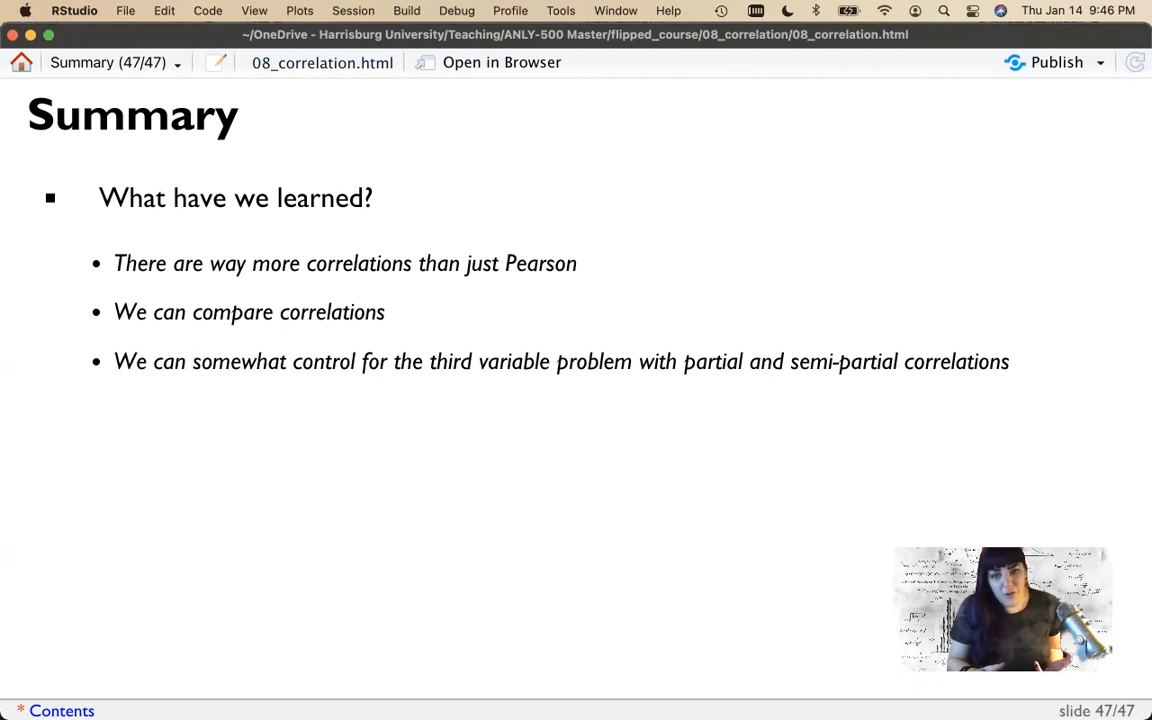 RStudio File Edit Code View Plots Session Build Debug Profile Tools Window Help Thu Jan 14 9:46 PM
~/OneDrive - Harrisburg University/Teaching/ANLY-500 Master/flipped_course/08_correlation/08_correlation.html
Summary (47/47) 08_correlation.html Open in Browser Publish
Summary
What have we learned?
There are way more correlations than just Pearson
We can compare correlations
We can somewhat control for the third variable problem with partial and semi-partial correlations
* Contents slide 47/47